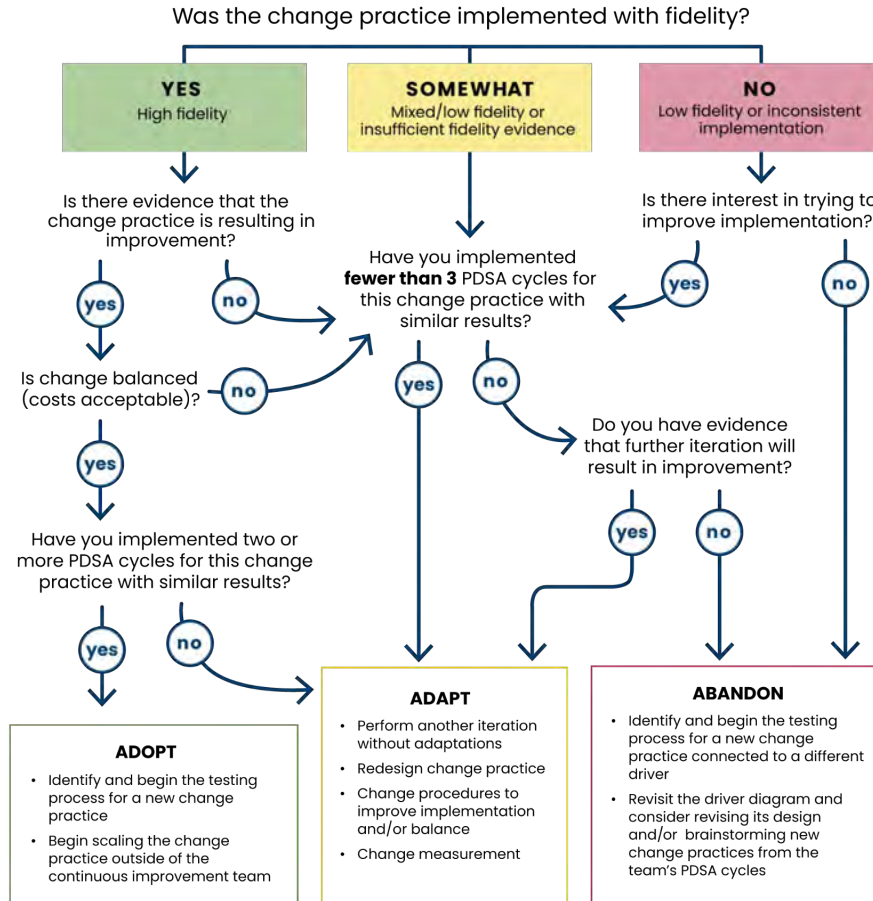 Was the change practice implemented with fidelity?
YES
High fidelity
SOMEWHAT
Mixed/low fidelity or
insufficient fidelity evidence
NO
Low fidelity or inconsistent
implementation
Is there evidence that the
change practice is resulting in
improvement?
yes
no
Is there interest in trying to
improve implementation?
yes
no
Have you implemented
fewer than 3 PDSA cycles for
this change practice with
similar results?
yes
no
Is change balanced
(costs acceptable)?
no
yes
Do you have evidence
that further iteration will
result in improvement?
yes
no
Have you implemented two or
more PDSA cycles for this change
practice with similar results?
yes
no
ADOPT
• Identify and begin the testing
process for a new change
practice
• Begin scaling the change
practice outside of the
continuous improvement team
ADAPT
• Perform another iteration
without adaptations
• Redesign change practice
• Change procedures to
improve implementation
and/or balance
• Change measurement
ABANDON
• Identify and begin the testing
process for a new change
practice connected to a different
driver
• Revisit the driver diagram and
consider revising its design
and/or brainstorming new
change practices from the
team's PDSA cycles